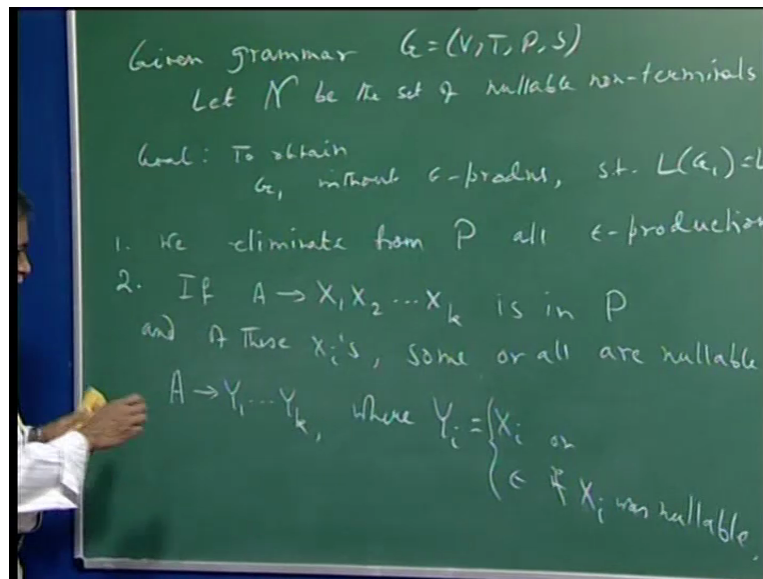 Given grammar G = (V, T, P, S)
Let N be the set of nullable non-terminals
Goal: To obtain
G₁ without ϵ-prodns, s.t. L(G₁) = L
1. We eliminate from P all ϵ-production
2. If A → X₁ X₂ ... Xₖ is in P
and of these Xᵢ's, some or all are nullable
A → Y₁ ... Yₖ, where Yᵢ = { Xᵢ or
ϵ if Xᵢ was nullable.